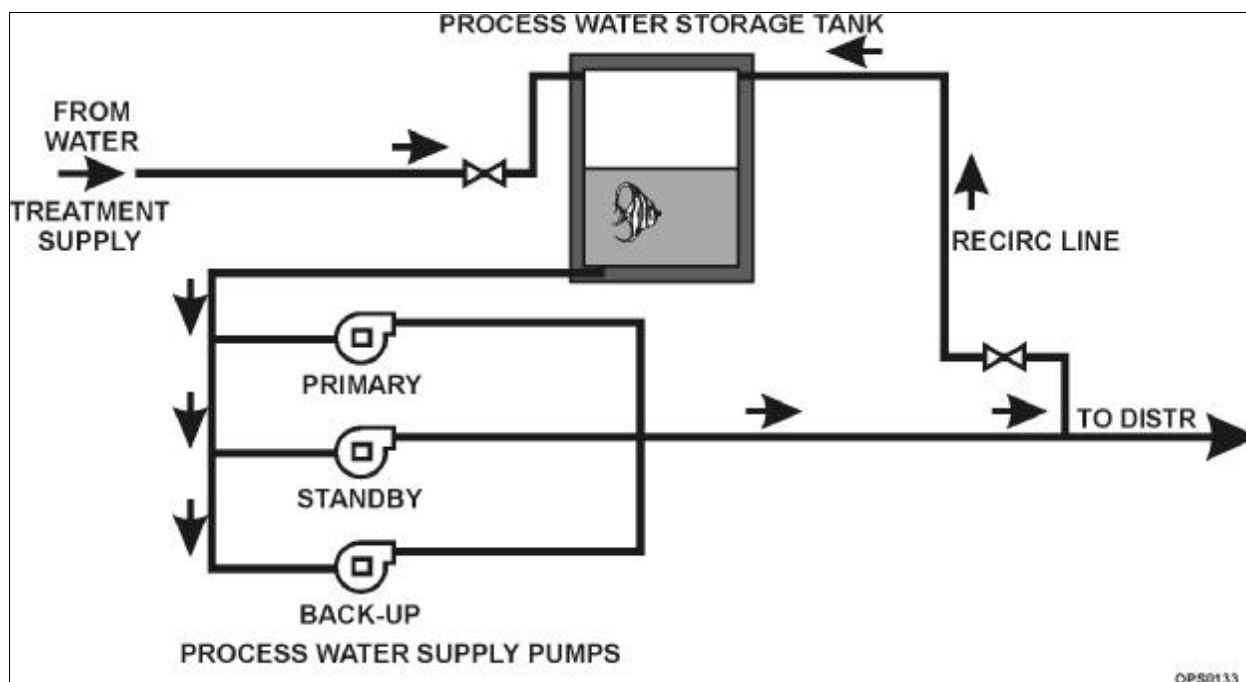 PROCESS WATER STORAGE TANK
FROM
WATER
TREATMENT
SUPPLY
RECIRC LINE
PRIMARY
TO DISTR
STANDBY
BACK-UP
PROCESS WATER SUPPLY PUMPS
OPS0133